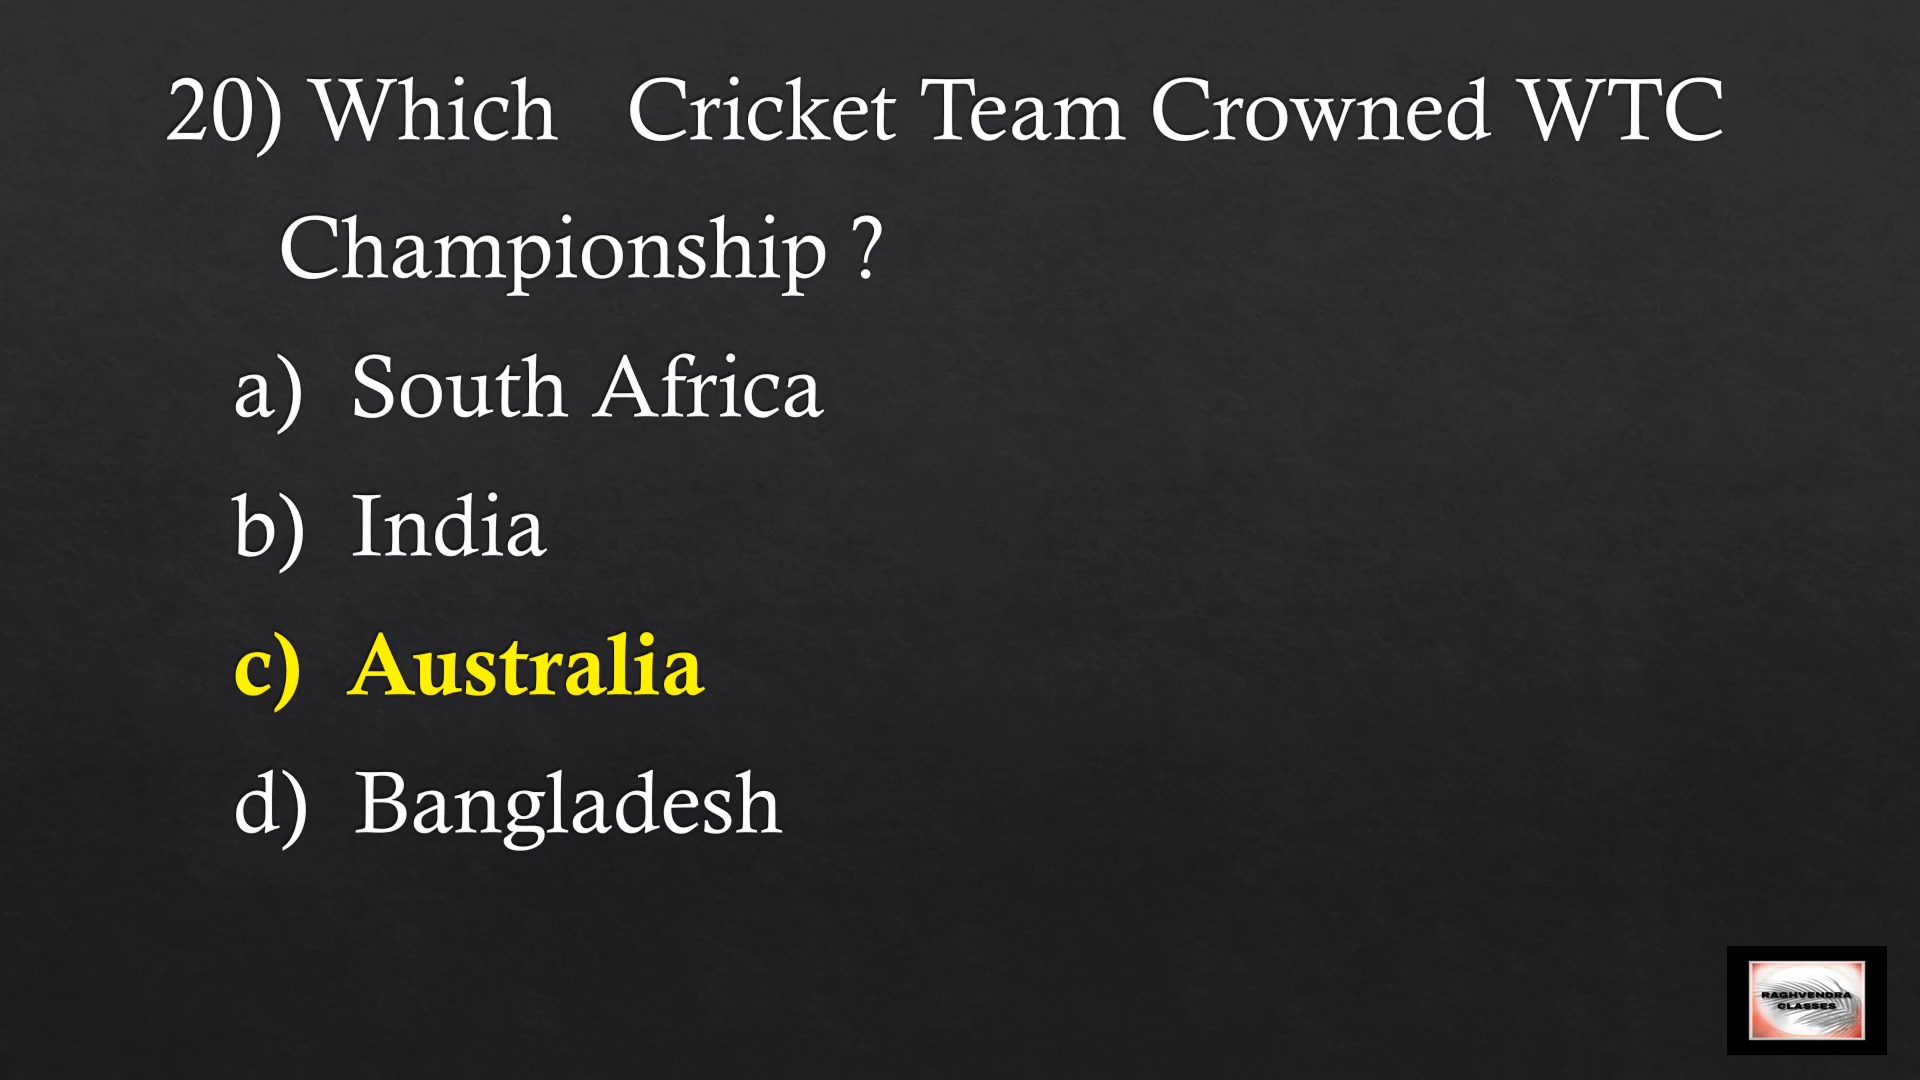 20) Which Cricket Team Crowned WTC
Championship ?
a) South Africa
b) India
c) Australia
d) Bangladesh
RAGHVENDRA
CLASSES